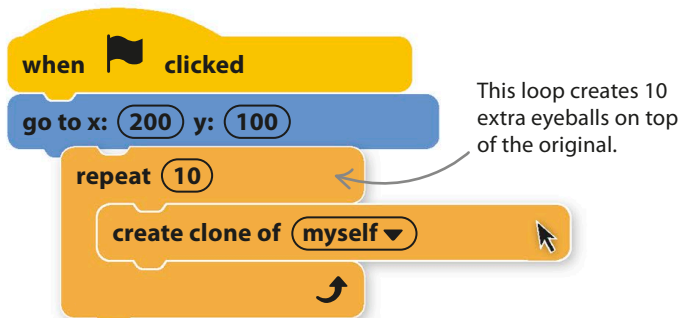 when clicked
go to x: 200 y: 100
repeat 10
create clone of myself
This loop creates 10
extra eyeballs on top
of the original.